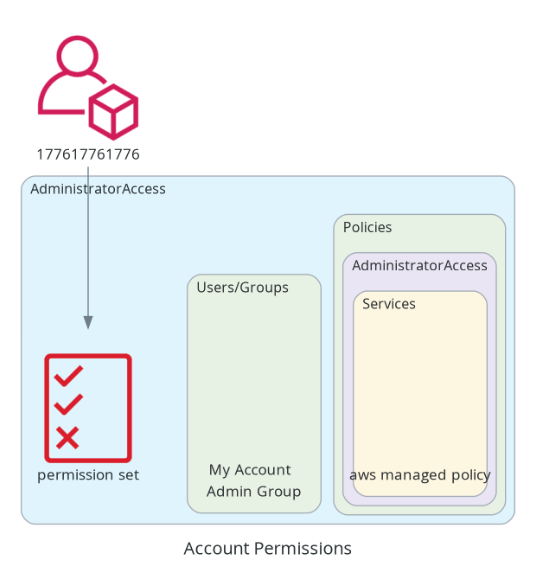 177617761776
AdministratorAccess
Policies
AdministratorAccess
Users/Groups
Services
permission set
My Account
Admin Group
aws managed policy
Account Permissions